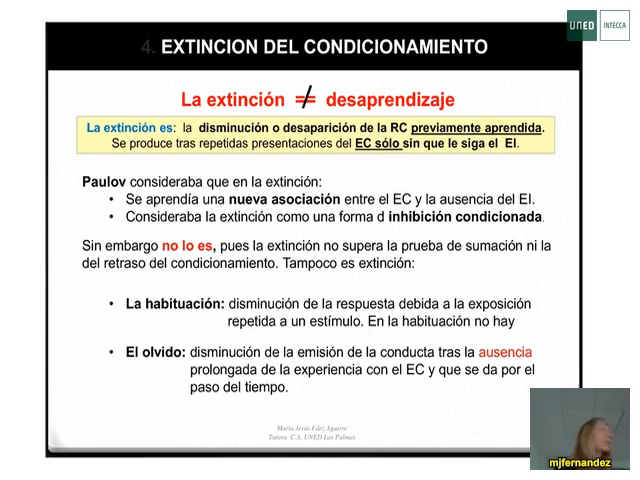 UNED INTECCA
4. EXTINCION DEL CONDICIONAMIENTO
La extinción ≠ desaprendizaje
La extinción es: la disminución o desaparición de la RC previamente aprendida.
Se produce tras repetidas presentaciones del EC sólo sin que le siga el EI.
Paulov consideraba que en la extinción:
• Se aprendía una nueva asociación entre el EC y la ausencia del EI.
• Consideraba la extinción como una forma d inhibición condicionada.
Sin embargo no lo es, pues la extinción no supera la prueba de sumación ni la
del retraso del condicionamiento. Tampoco es extinción:
• La habituación: disminución de la respuesta debida a la exposición
repetida a un estímulo. En la habituación no hay
• El olvido: disminución de la emisión de la conducta tras la ausencia
prolongada de la experiencia con el EC y que se da por el
paso del tiempo.
María Jesús Fdez Aguirre
Tutora C.A. UNED Las Palmas
mjfernandez